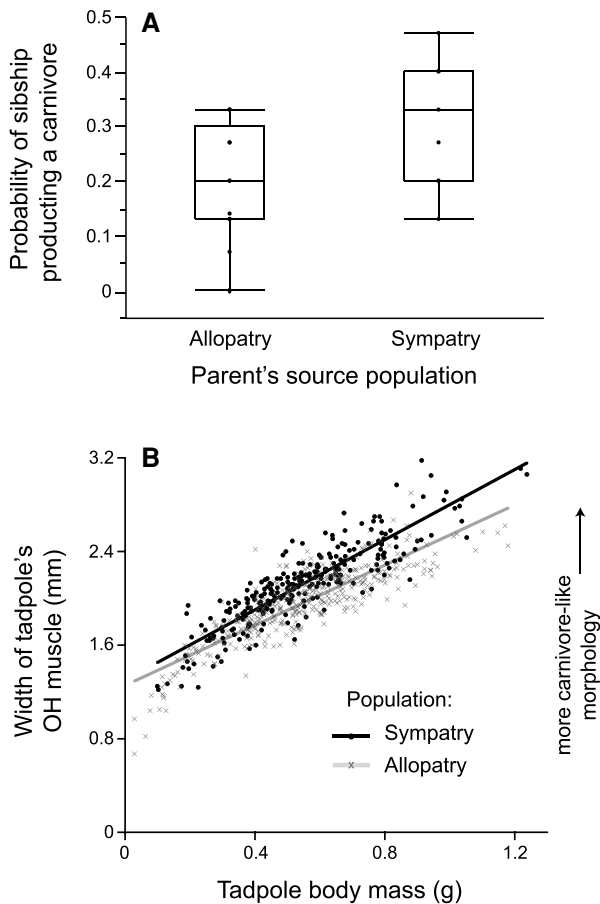 A
Probability of sibship
producting a carnivore
0.5
0.4
0.3
0.2
0.1
0
Allopatry
Sympatry
Parent's source population
B
Width of tadpole's
OH muscle (mm)
3.2
2.4
1.6
0.8
0
Population:
Sympatry
Allopatry
more carnivore-like
morphology
0
0.4
0.8
1.2
Tadpole body mass (g)